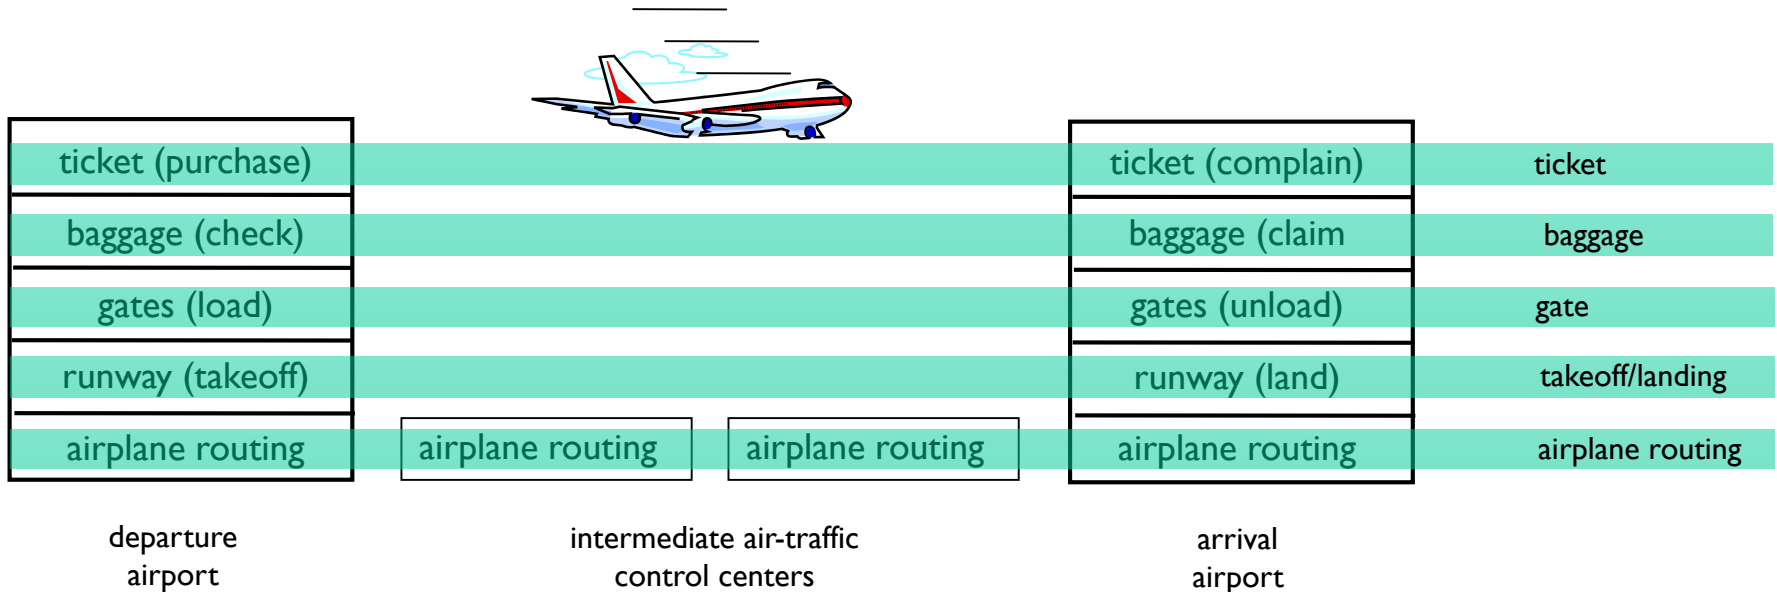 ticket (purchase) ticket (complain) ticket
baggage (check) baggage (claim baggage
gates (load) gates (unload) gate
runway (takeoff) runway (land) takeoff/landing
airplane routing airplane routing airplane routing airplane routing airplane routing
departure intermediate air-traffic arrival
airport control centers airport